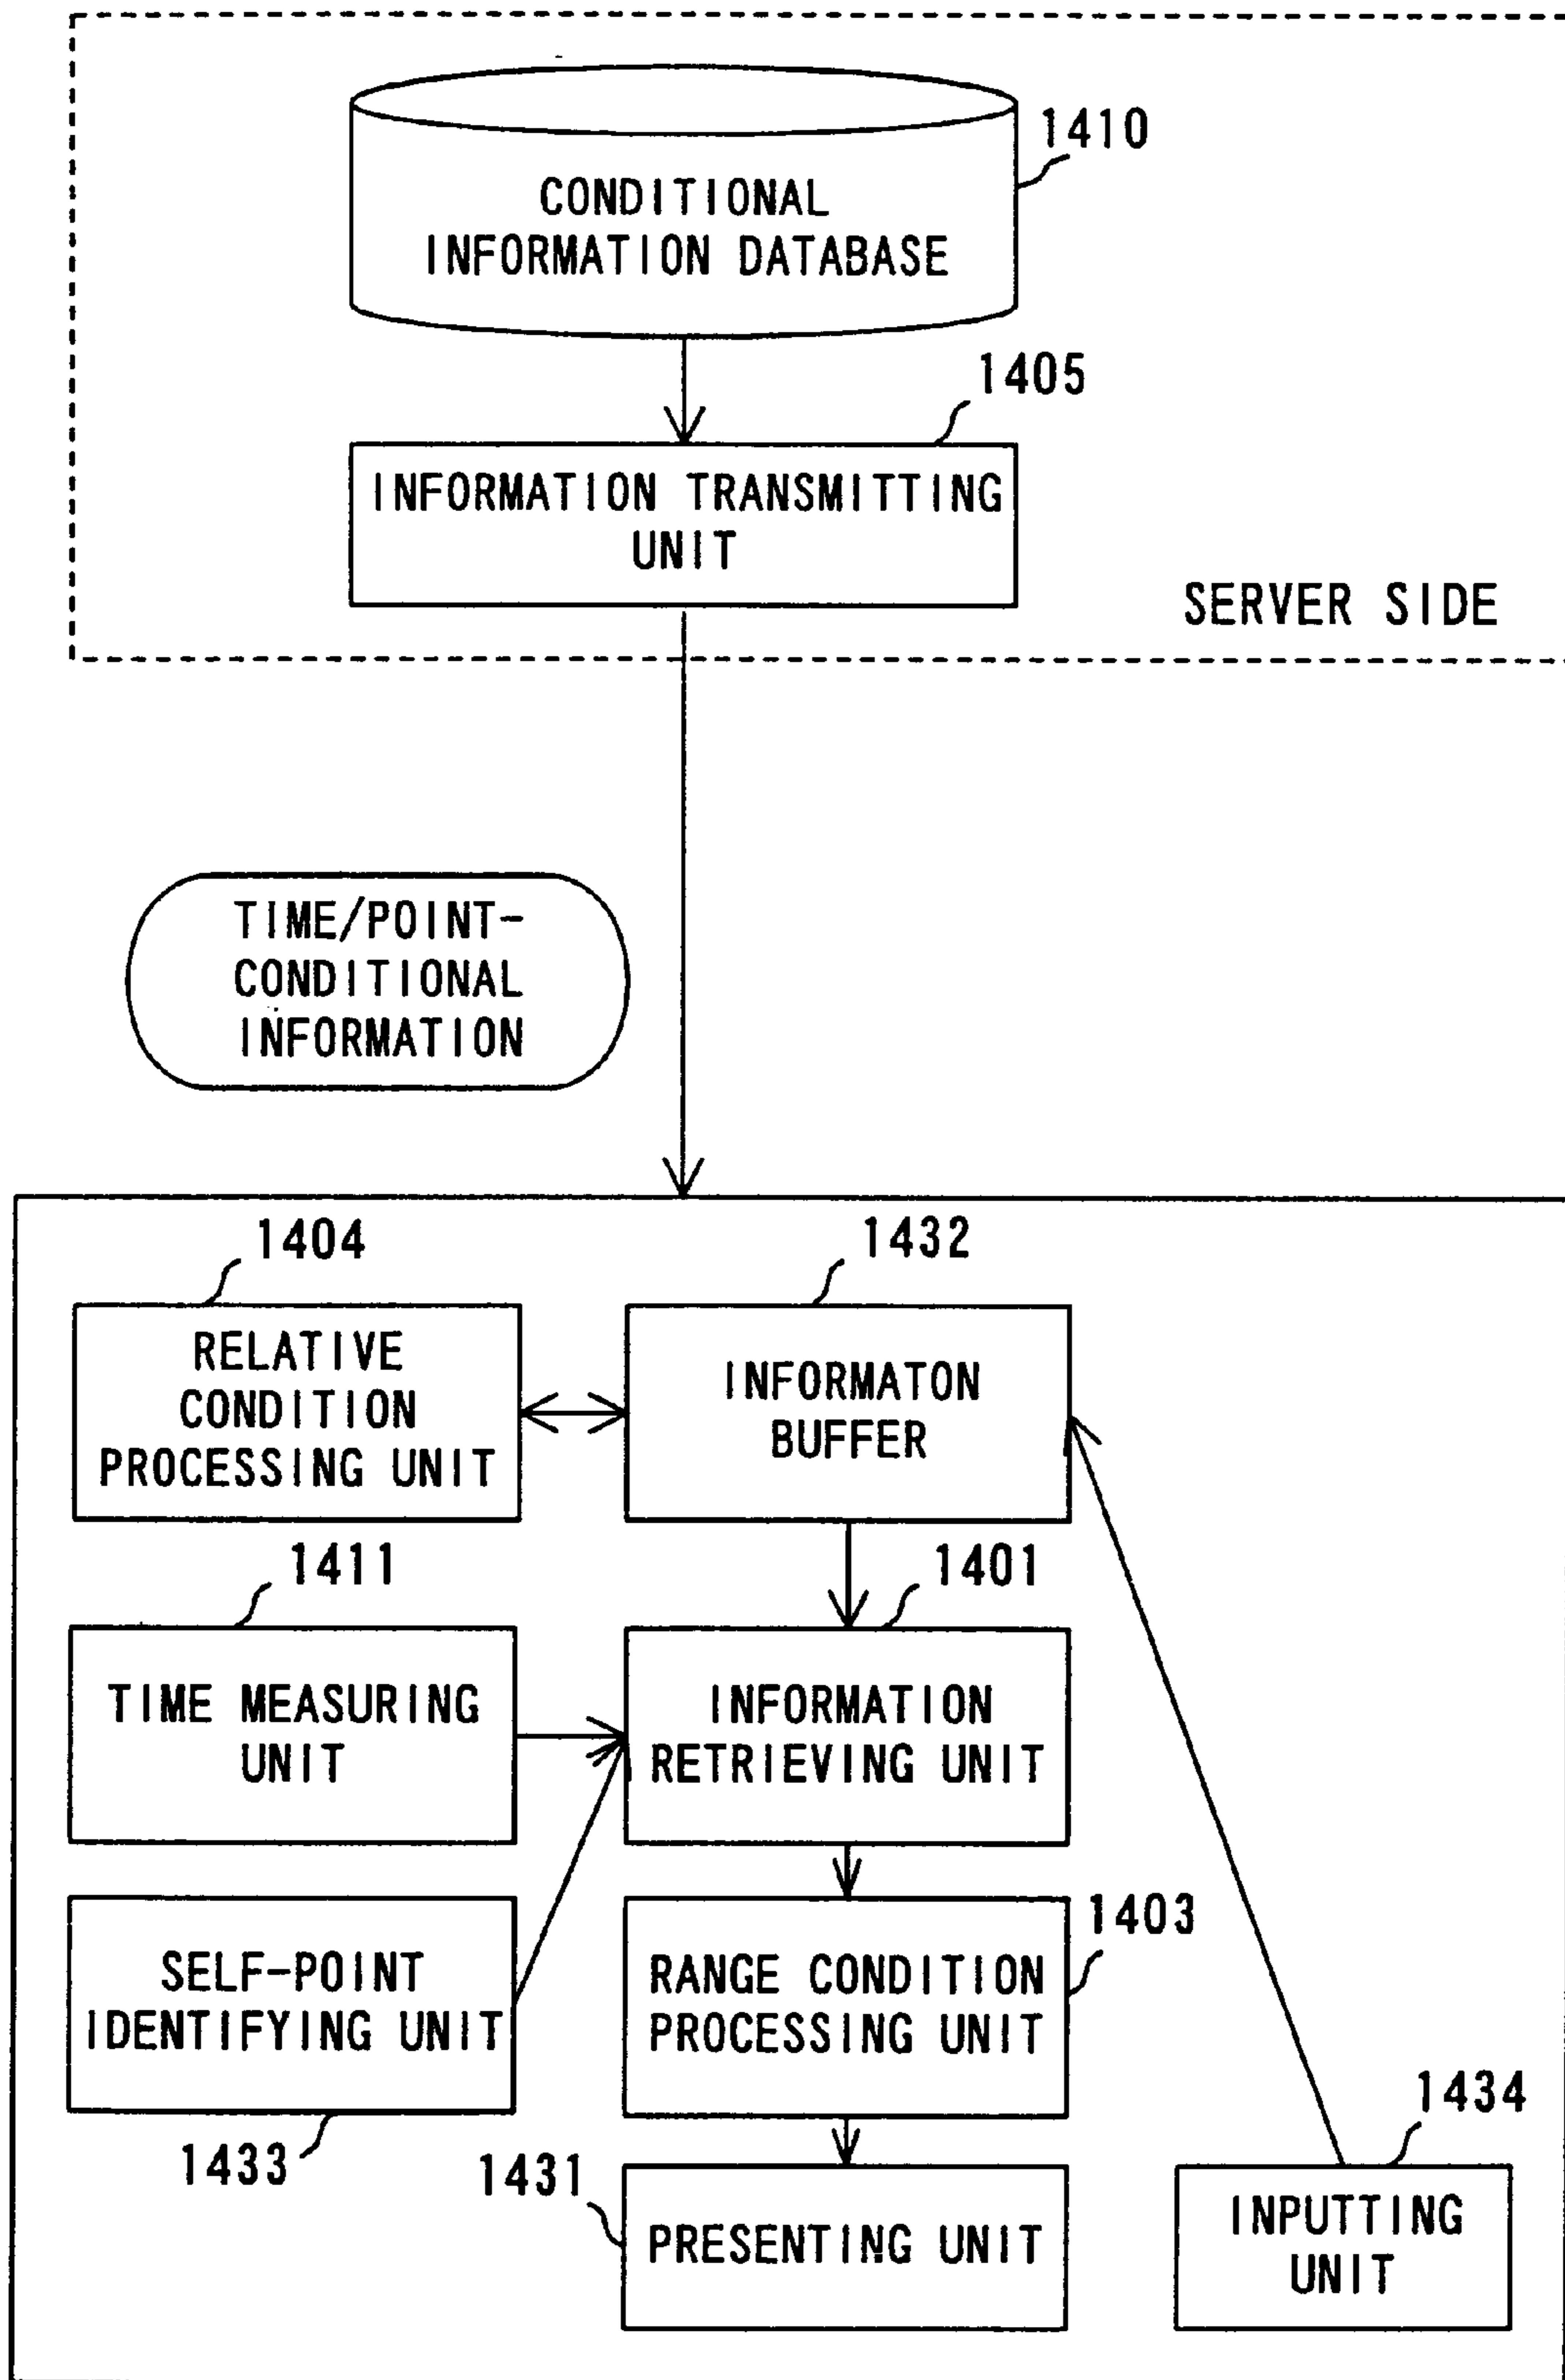 1410
CONDITIONAL
INFORMATION DATABASE
1405
INFORMATION TRANSMITTING
UNIT
SERVER SIDE
TIME/POINT-
CONDITIONAL
INFORMATION
1404
1432
RELATIVE
CONDITION
PROCESSING UNIT
INFORMATON
BUFFER
1411
1401
TIME MEASURING
UNIT
INFORMATION
RETRIEVING UNIT
1403
SELF-POINT
IDENTIFYING UNIT
RANGE CONDITION
PROCESSING UNIT
1433
1431
1434
PRESENTING UNIT
INPUTTING
UNIT